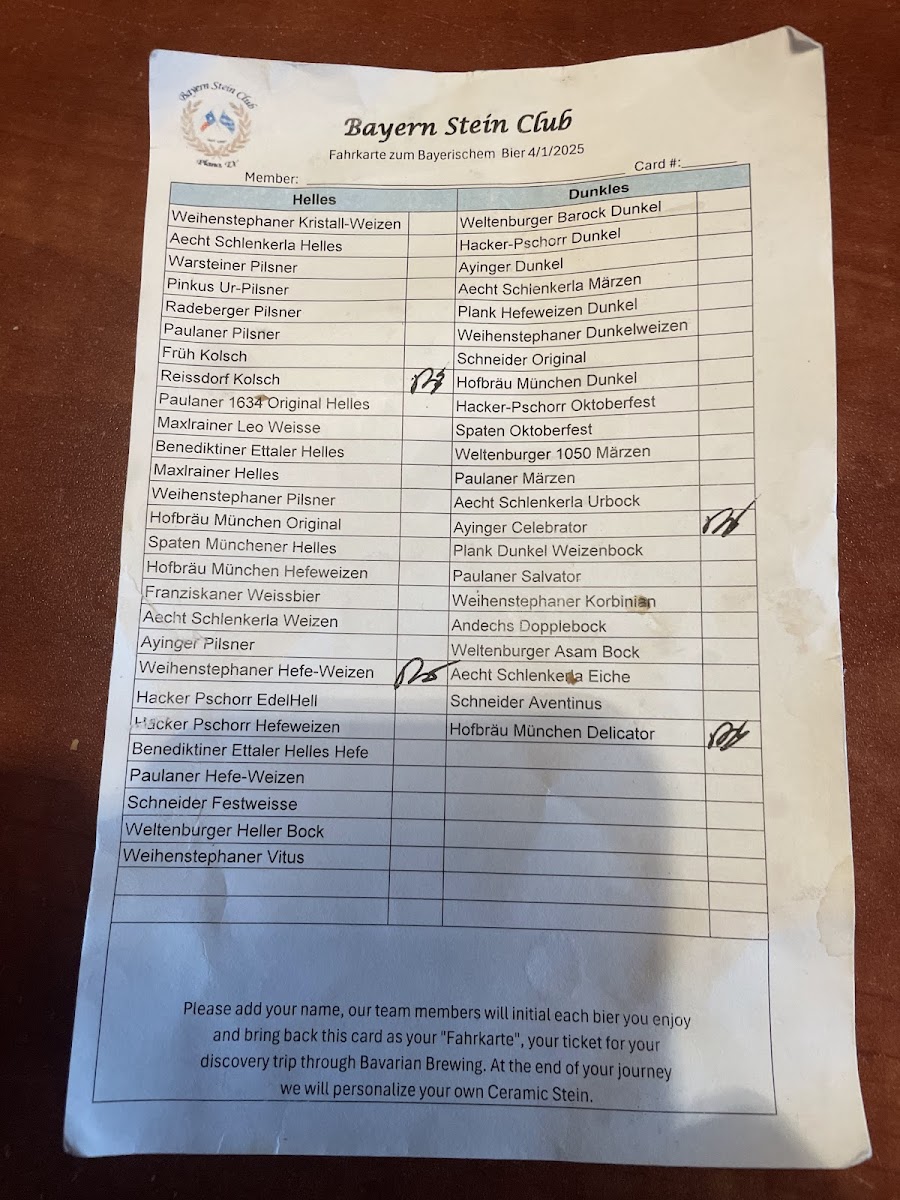 Bayern Stein Club
Bayern Stein Club
Fahrkarte zum Bayerischem Bier 4/1/2025
Member: Card #:
Helles
Weihenstephaner Kristall-Weizen
Aecht Schlenkerla Helles
Warsteiner Pilsner
Pinkus Ur-Pilsner
Radeberger Pilsner
Paulaner Pilsner
Früh Kolsch
Reissdorf Kolsch
Paulaner 1634 Original Helles
Maxlrainer Leo Weisse
Benediktiner Ettaler Helles
Maxlrainer Helles
Weihenstephaner Pilsner
Hofbräu München Original
Spaten Münchener Helles
Hofbräu München Hefeweizen
Franziskaner Weissbier
Aecht Schlenkerla Weizen
Ayinger Pilsner
Weihenstephaner Hefe-Weizen
Hacker Pschorr EdelHell
Hacker Pschorr Hefeweizen
Benediktiner Ettaler Helles Hefe
Paulaner Hefe-Weizen
Schneider Festweisse
Weltenburger Heller Bock
Weihenstephaner Vitus
Dunkles
Weltenburger Barock Dunkel
Hacker-Pschorr Dunkel
Ayinger Dunkel
Aecht Schlenkerla Märzen
Plank Hefeweizen Dunkel
Weihenstephaner Dunkelweizen
Schneider Original
Hofbräu München Dunkel
Hacker-Pschorr Oktoberfest
Spaten Oktoberfest
Weltenburger 1050 Märzen
Paulaner Märzen
Aecht Schlenkerla Urbock
Ayinger Celebrator
Plank Dunkel Weizenbock
Paulaner Salvator
Weihenstephaner Korbinian
Andechs Dopplebock
Weltenburger Asam Bock
Aecht Schlenkerla Eiche
Schneider Aventinus
Hofbräu München Delicator
Please add your name, our team members will initial each bier you enjoy
and bring back this card as your "Fahrkarte", your ticket for your
discovery trip through Bavarian Brewing. At the end of your journey
we will personalize your own Ceramic Stein.